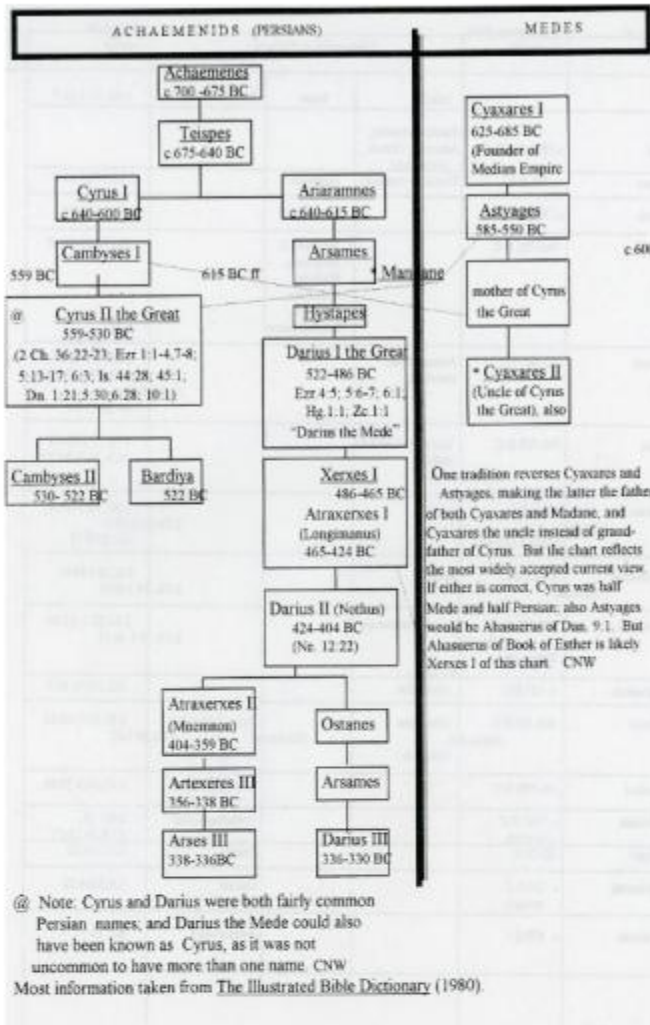 ACHAEMENIDS (PERSIANS)
MEDES
Achaemenes
c.700 -675 BC
Teispes
c.675-640 BC
Cyrus I
c.640-600 BC
Ariaramnes
c.640-615 BC
Cambyses I
559 BC
Arsames
615 BC ff
* Mandane
@ Cyrus II the Great
559-530 BC
(2 Ch. 36:22-23; Ezr 1:1-4,7-8;
5:13-17; 6:3; Is. 44:28; 45:1;
Dn. 1:21;5:30;6:28; 10:1)
Hystapes
Darius I the Great
522-486 BC
Ezr 4:5; 5:6-7; 6:1,
Hg.1:1; Zc.1:1
"Darius the Mede"
Cambyses II
530- 522 BC
Bardiya
522 BC
Xerxes I
486-465 BC
Atraxerxes I
(Longimanus)
465-424 BC
Darius II (Nothus)
424-404 BC
(Ne. 12:22)
Atraxerxes II
(Mnemnon)
404-359 BC
Ostanes
Artexeres III
356-338 BC
Arsames
Arses III
338-336BC
Darius III
336-330 BC
Cyaxares I
625-685 BC
(Founder of
Median Empire
Astyages
585-550 BC
c 600
mother of Cyrus
the Great
* Cyaxares II
(Uncle of Cyrus
the Great), also
One tradition reverses Cyaxares and
Astyages, making the latter the father
of both Cyaxares and Madane, and
Cyaxares the uncle instead of grand-
father of Cyrus. But the chart reflects
the most widely accepted current view.
If either is correct, Cyrus was half
Mede and half Persian; also Astyages
would be Ahasuerus of Dan. 9:1. But
Ahasuerus of Book of Esther is likely
Xerxes I of this chart. CNW
@ Note: Cyrus and Darius were both fairly common
Persian names; and Darius the Mede could also
have been known as Cyrus, as it was not
uncommon to have more than one name. CNW
Most information taken from The Illustrated Bible Dictionary (1980).